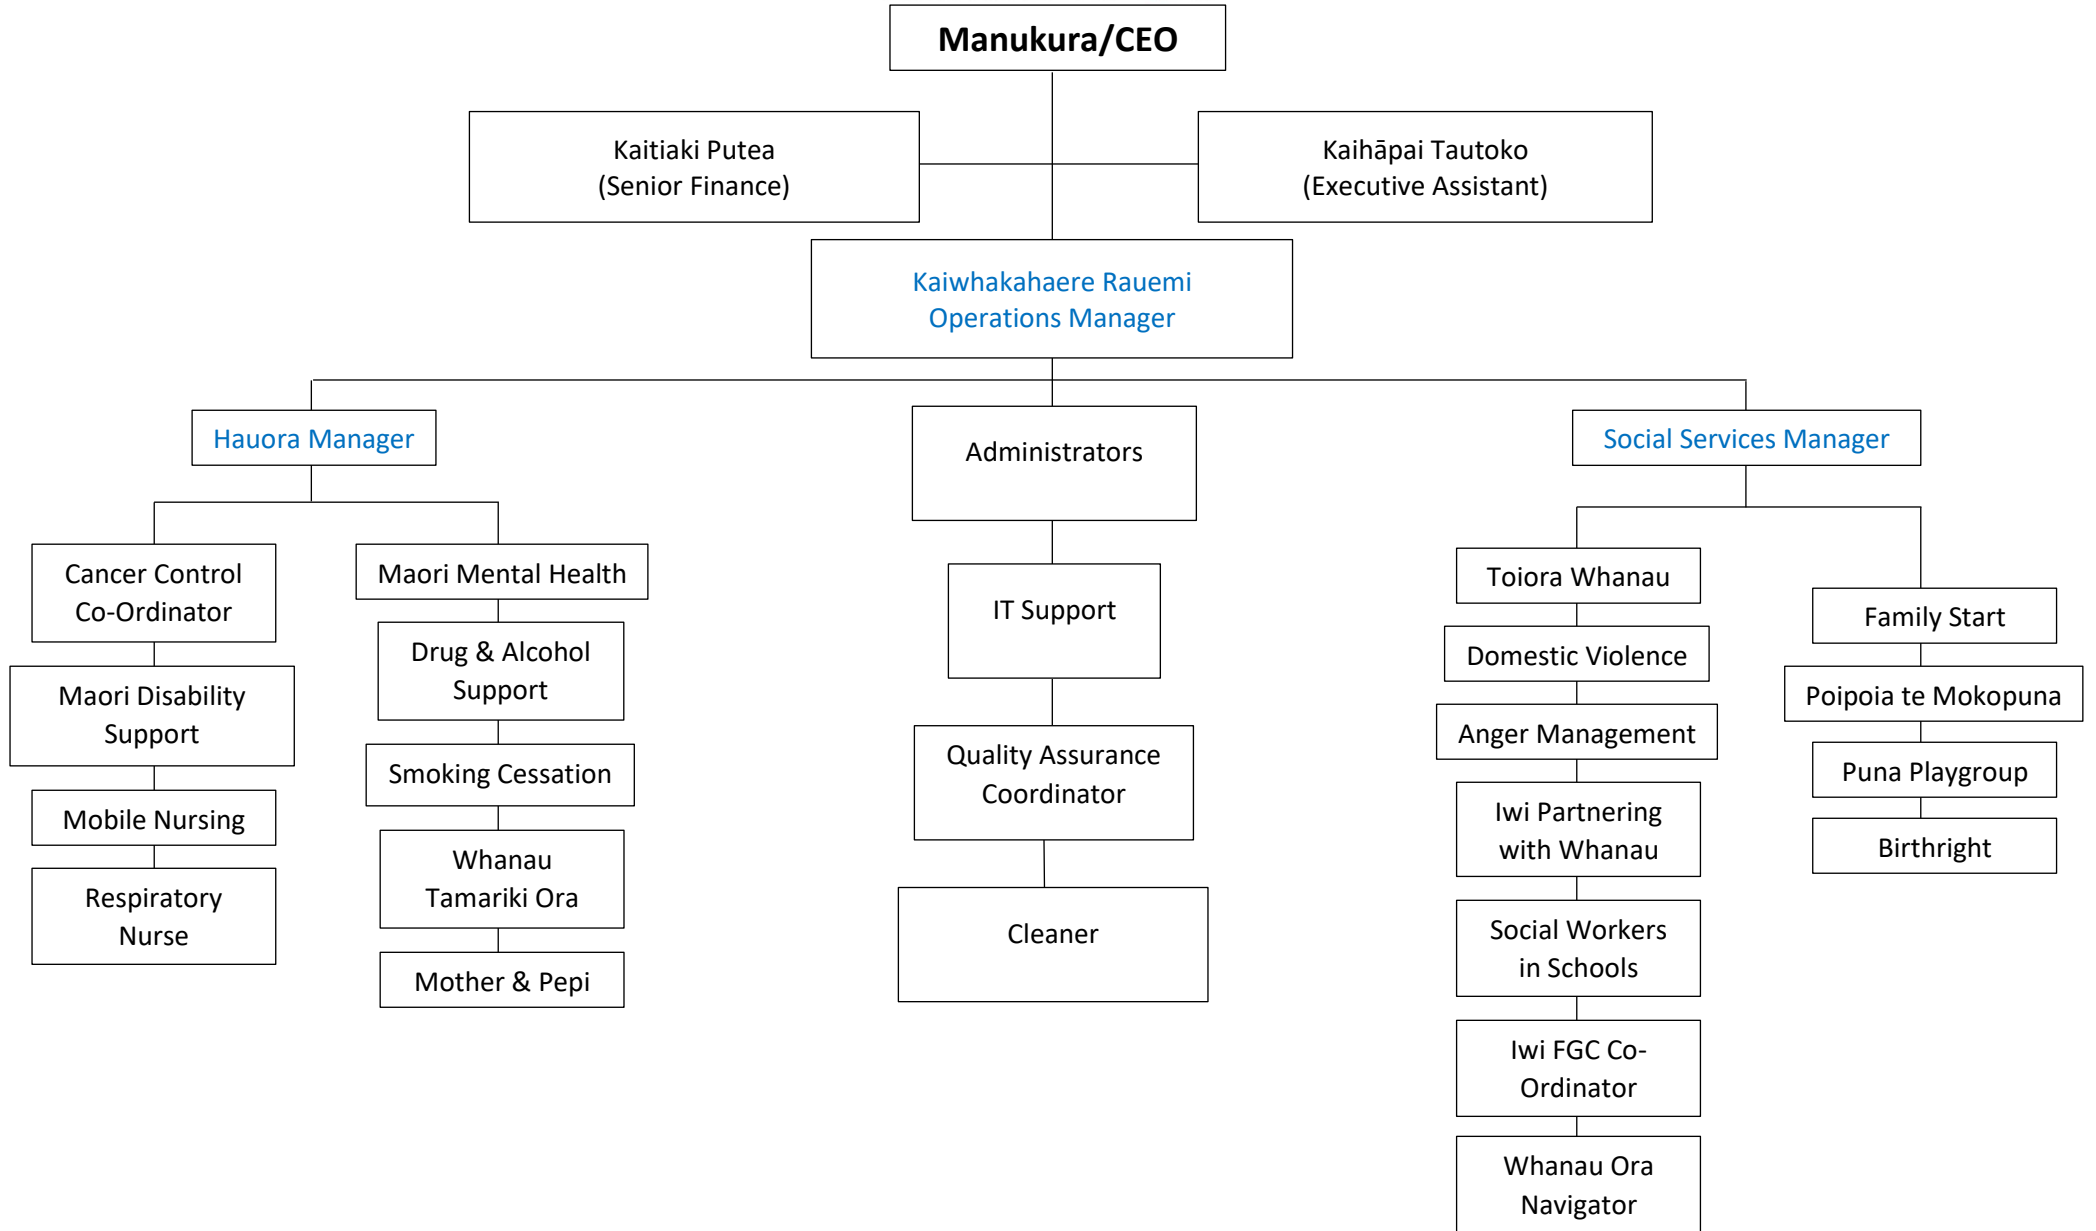 Manukura/CEO
Kaitiaki Putea
(Senior Finance)
Kaihāpai Tautoko
(Executive Assistant)
Kaiwhakahaere Rauemi
Operations Manager
Hauora Manager
Administrators
Social Services Manager
Cancer Control
Co-Ordinator
Maori Disability
Support
Mobile Nursing
Respiratory
Nurse
Maori Mental Health
Drug & Alcohol
Support
Smoking Cessation
Whanau
Tamariki Ora
Mother & Pepi
IT Support
Quality Assurance
Coordinator
Cleaner
Toiora Whanau
Domestic Violence
Anger Management
Iwi Partnering
with Whanau
Social Workers
in Schools
Iwi FGC Co-
Ordinator
Whanau Ora
Navigator
Family Start
Poipoia te Mokopuna
Puna Playgroup
Birthright